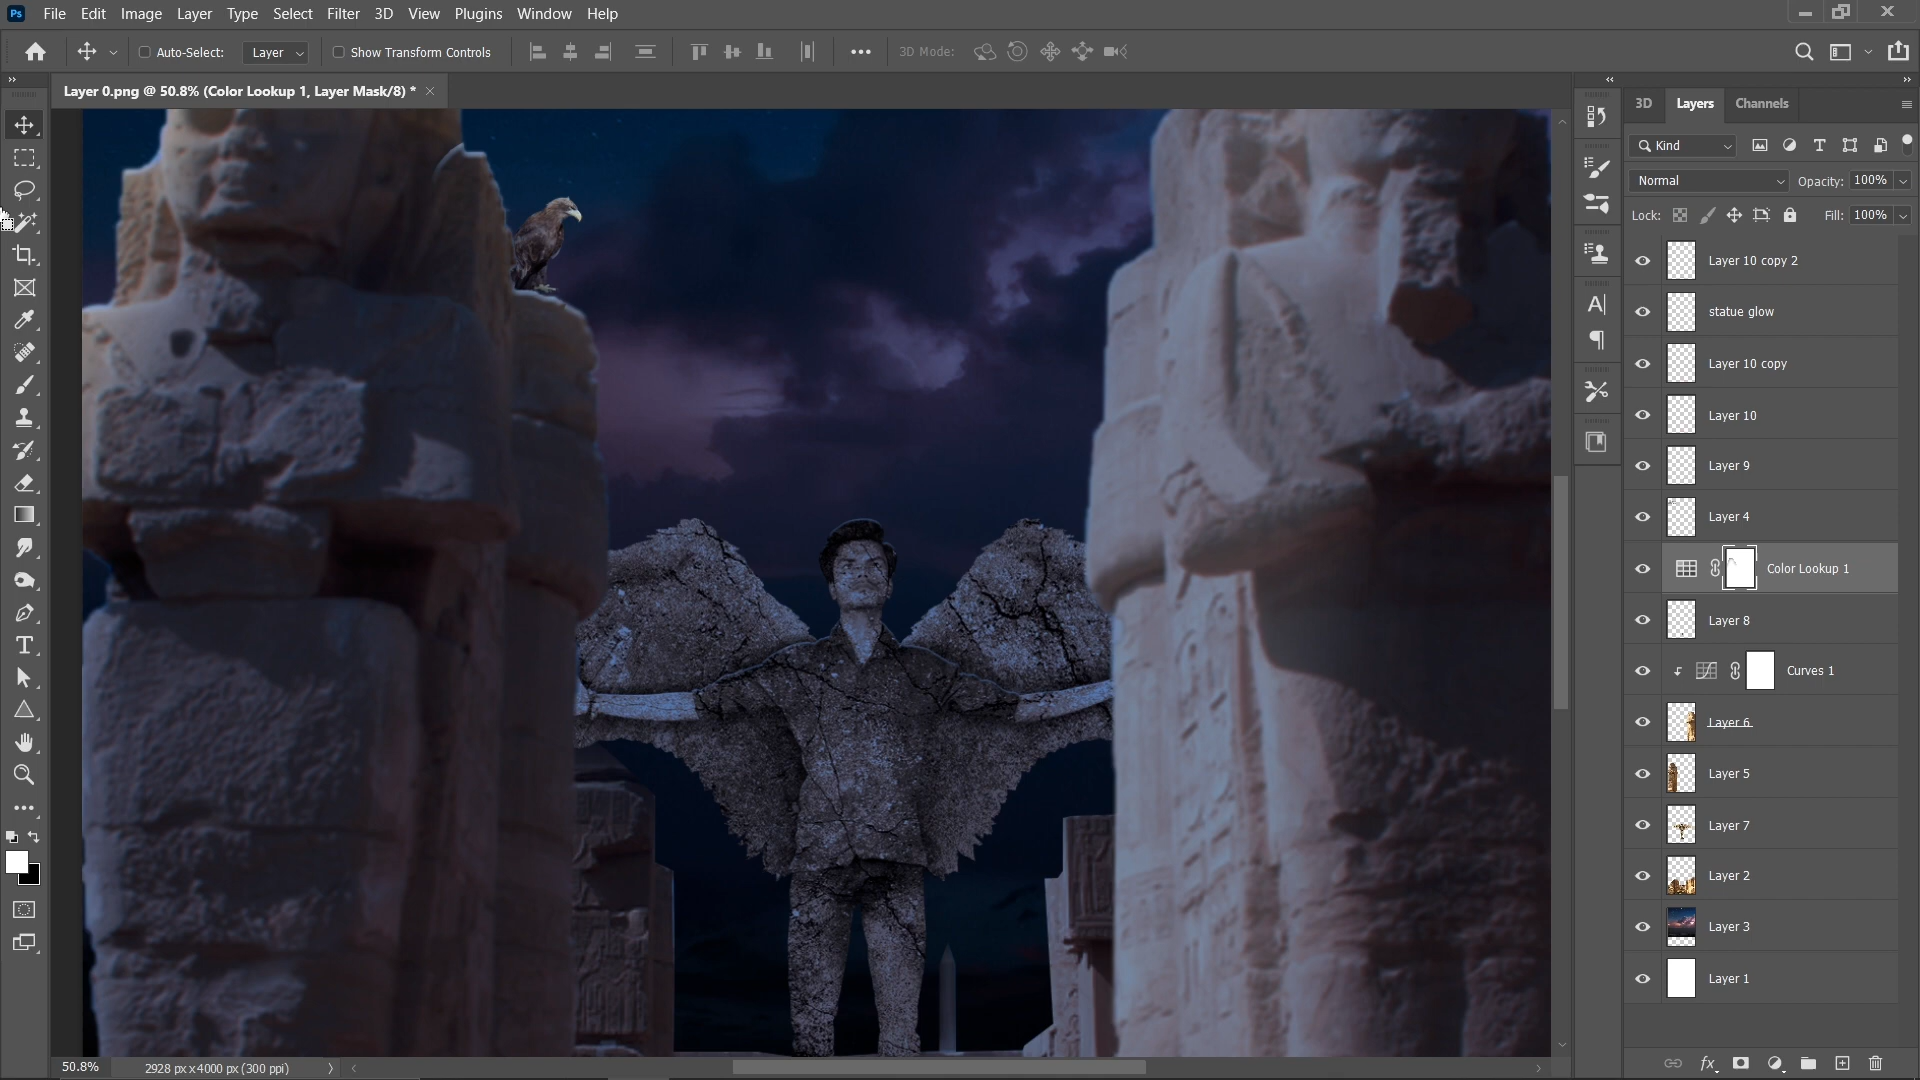 Ps File Edit Image Layer Type Select Filter 3D View Plugins Window Help
Auto-Select: Layer Show Transform Controls 3D Mode:
Layer 0.png @ 50.8% (Color Lookup 1, Layer Mask/8) *
3D Layers Channels
Kind
Normal Opacity: 100%
Lock: Fill: 100%
Layer 10 copy 2
statue glow
Layer 10 copy
Layer 10
Layer 9
Layer 4
Color Lookup 1
Layer 8
Curves 1
Layer 6
Layer 5
Layer 7
Layer 2
Layer 3
Layer 1
50.8% 2928 px x 4000 px (300 ppi)